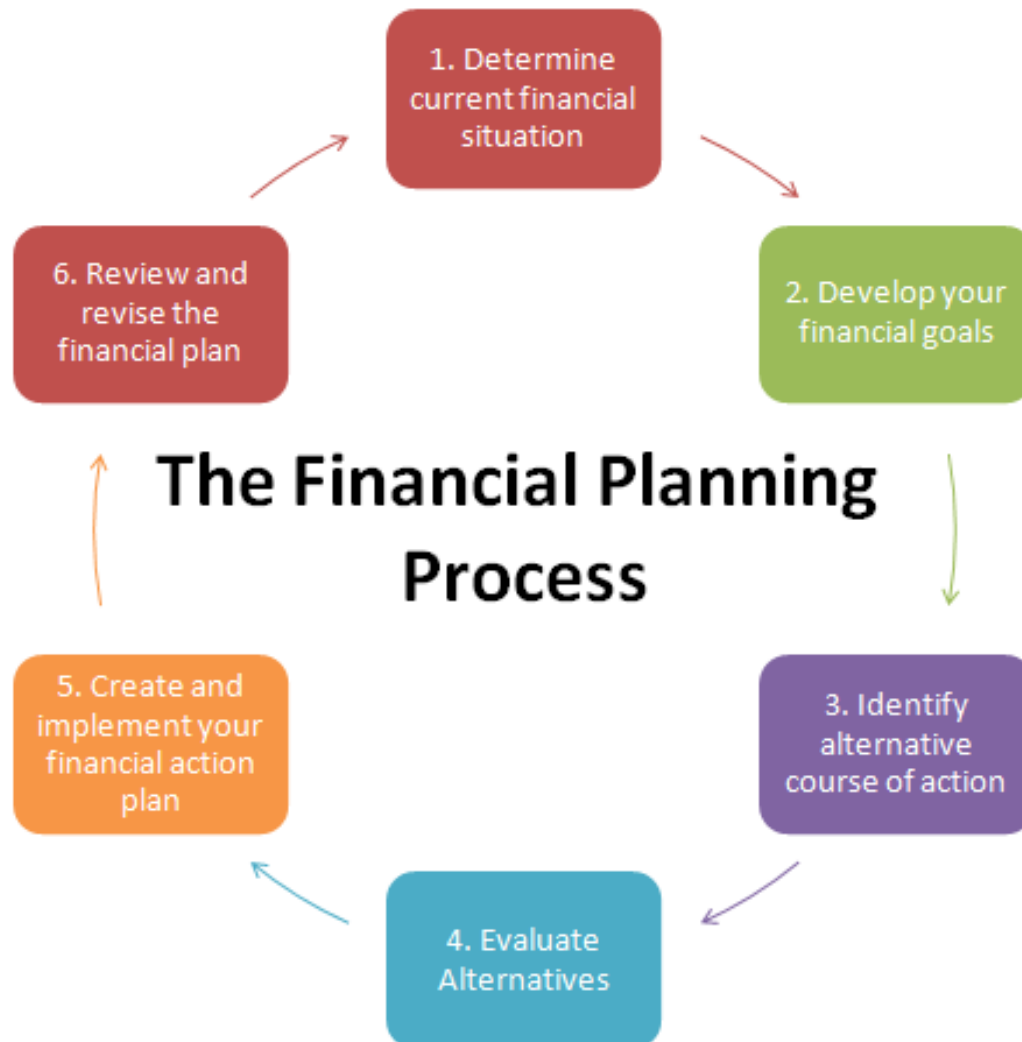 1. Determine
current financial
situation
2. Develop your
financial goals
3. Identify
alternative
course of action
4. Evaluate
Alternatives
5. Create and
implement your
financial action
plan
6. Review and
revise the
financial plan
The Financial Planning
Process